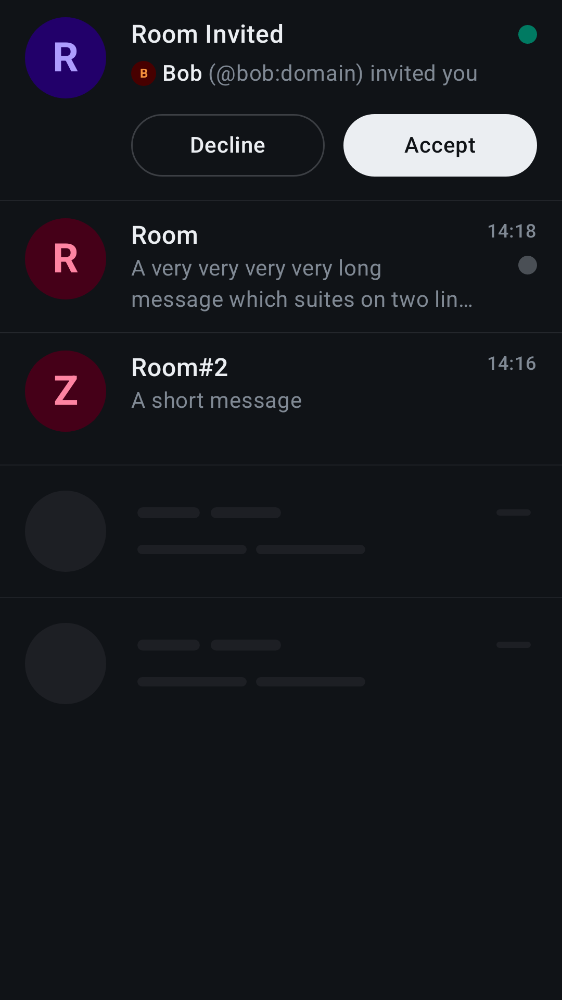 R
Room Invited
B Bob (@bob:domain) invited you
Decline
Accept
R
Room
14:18
A very very very very long
message which suites on two lin…
Z
Room#2
14:16
A short message